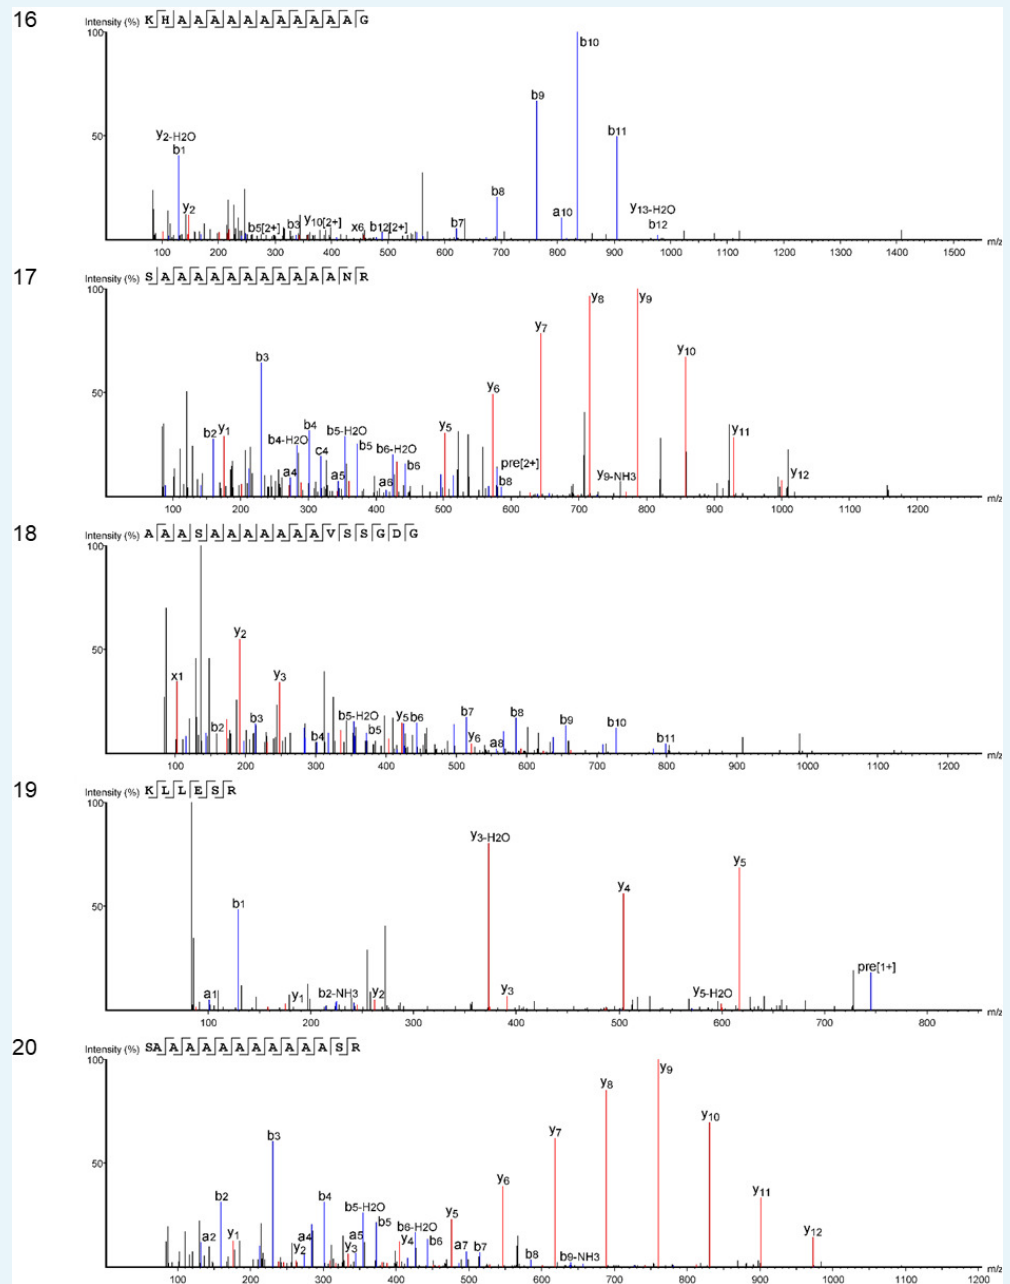 16
Intensity (%) K H A A A A A A A A A A A G
100
b10
b9
50
y2-H2O
b1
b11
b8
y2
b5[2+] b3 y10[2+] x6 b12[2+] b7 a10 y13-H2O
b12
100 200 300 400 500 600 700 800 900 1000 1100 1200 1300 1400 1500 m/z
17
Intensity (%) S A A A A A A A A A A A N R
100
y8 y9
y7
b3
y10
50
y6
b2 y1 b4-H2O b4 b5-H2O b5 y5 y11
c4 b6-H2O b6
a4 a5 a6 pre[2+] b8 y9-NH3 y12
100 200 300 400 500 600 700 800 900 1000 1100 1200 m/z
18
Intensity (%) A A A S A A A A A A A V S S G D G
100
50
y2
x1 y3
b2 b3 b4 b5-H2O b5 y5 b6 y6 b7 a8 b8 b9 b10 b11
100 200 300 400 500 600 700 800 900 1000 1100 1200 m/z
19
Intensity (%) K L L E S R
100
y3-H2O
y5
y4
50
b1
pre[1+]
a1 y1 b2-NH3 y2 y3 y5-H2O
100 200 300 400 500 600 700 800 m/z
20
Intensity (%) SA A A A A A A A A A A S R
100
y9
y8
y10
y7
b3
50
y6
b2 b4 b5-H2O b5 y5 y11
a2 y1 y2 a4 y3 a5 b6-H2O y4 b6 a7 b7 b8 b9-NH3 y12
100 200 300 400 500 600 700 800 900 1000 1100 1200 m/z